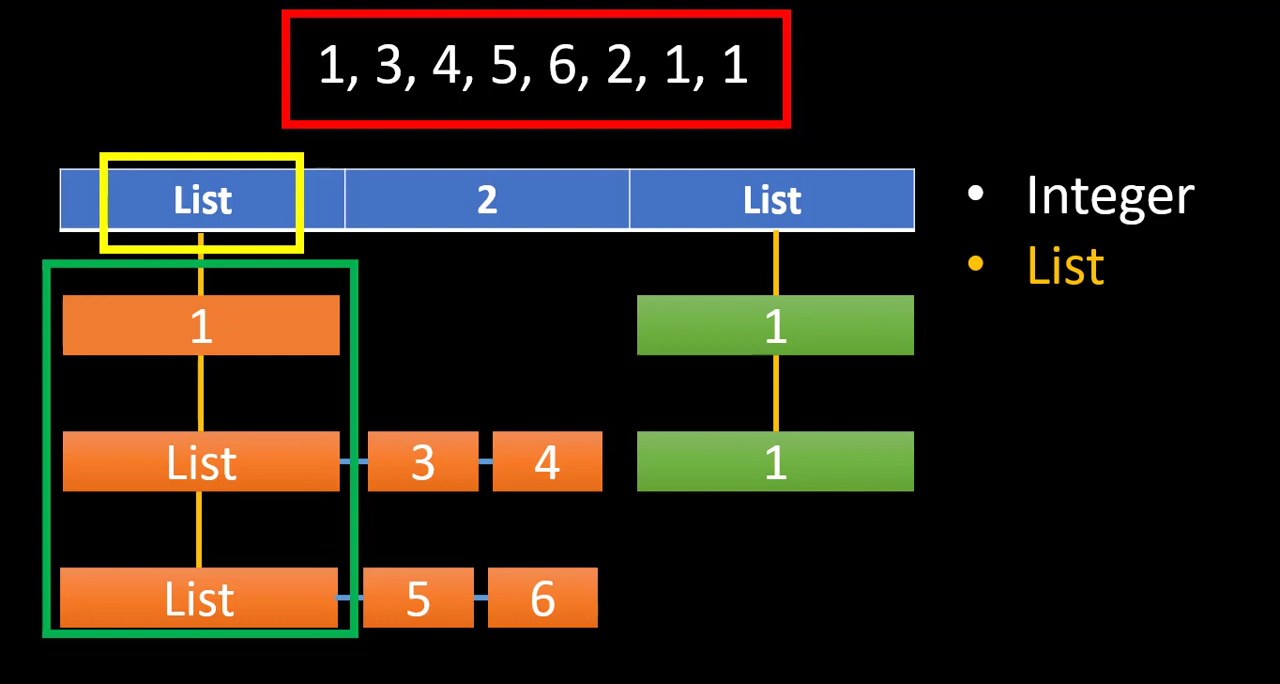 1, 3, 4, 5, 6, 2, 1, 1
List 2 List
• Integer
• List
1 1
List 3 4 1
List 5 6